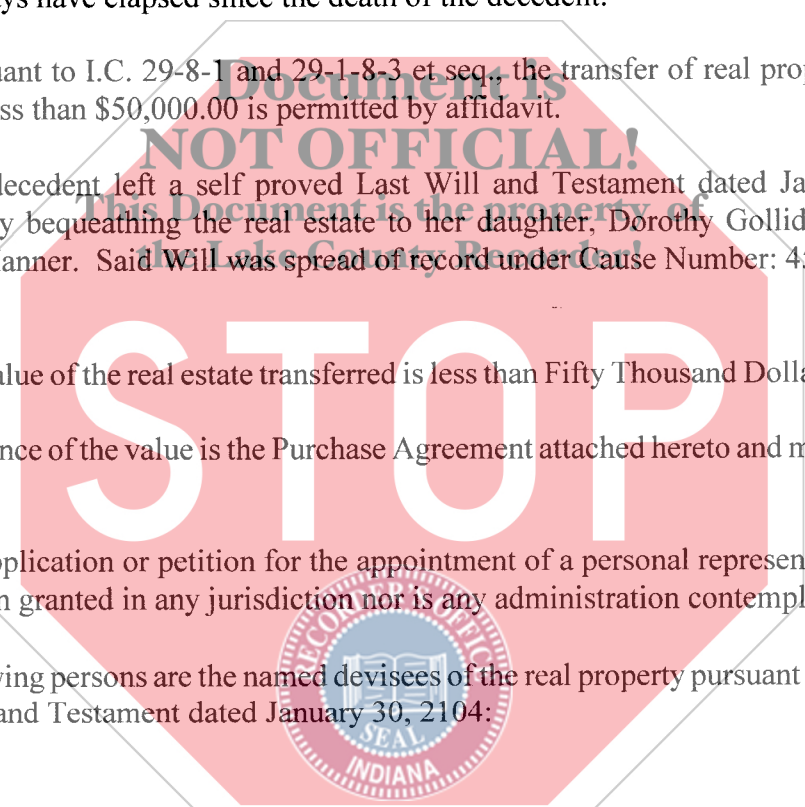 ys have elapsed since the death of the decedent.
uant to I.C. 29-8-1 and 29-1-8-3 et seq., the transfer of real prop
ss than $50,000.00 is permitted by affidavit.
Document is
NOT OFFICIAL!
This Document is the property of
the Lake County Recorder!
decedent left a self proved Last Will and Testament dated Ja
y bequeathing the real estate to her daughter, Dorothy Gollid
anner. Said Will was spread of record under Cause Number: 4
STOP
alue of the real estate transferred is less than Fifty Thousand Dolla
nce of the value is the Purchase Agreement attached hereto and m
pplication or petition for the appointment of a personal represen
n granted in any jurisdiction nor is any administration contempl
RECORDER'S OFFICE
SEAL
INDIANA
ving persons are the named devisees of the real property pursuant
and Testament dated January 30, 2104: